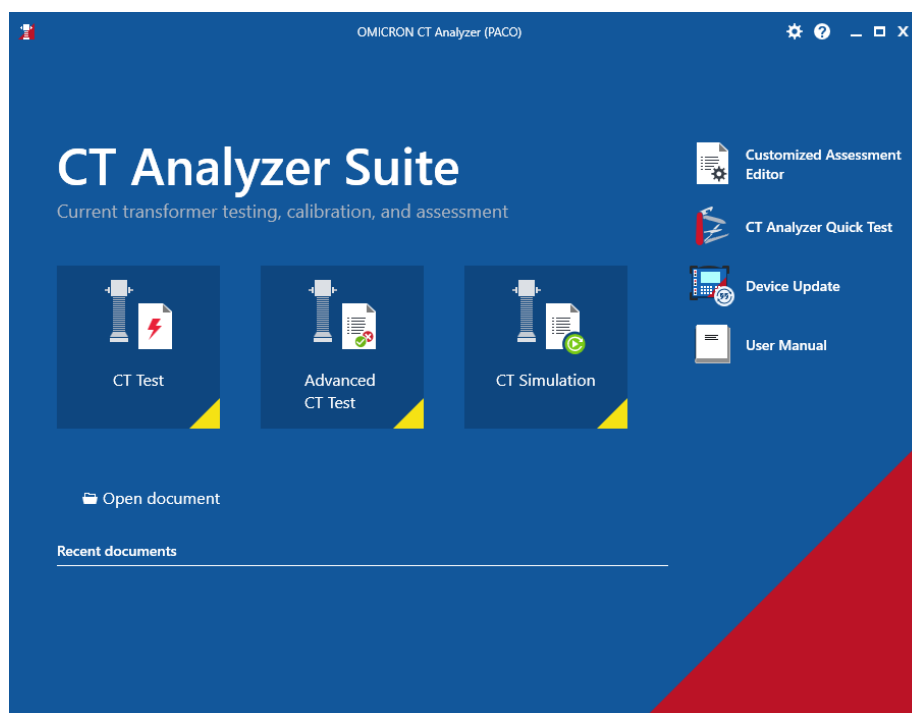 OMICRON CT Analyzer (PACO)
CT Analyzer Suite
Current transformer testing, calibration, and assessment
CT Test
Advanced
CT Test
CT Simulation
Open document
Recent documents
Customized Assessment
Editor
CT Analyzer Quick Test
Device Update
User Manual